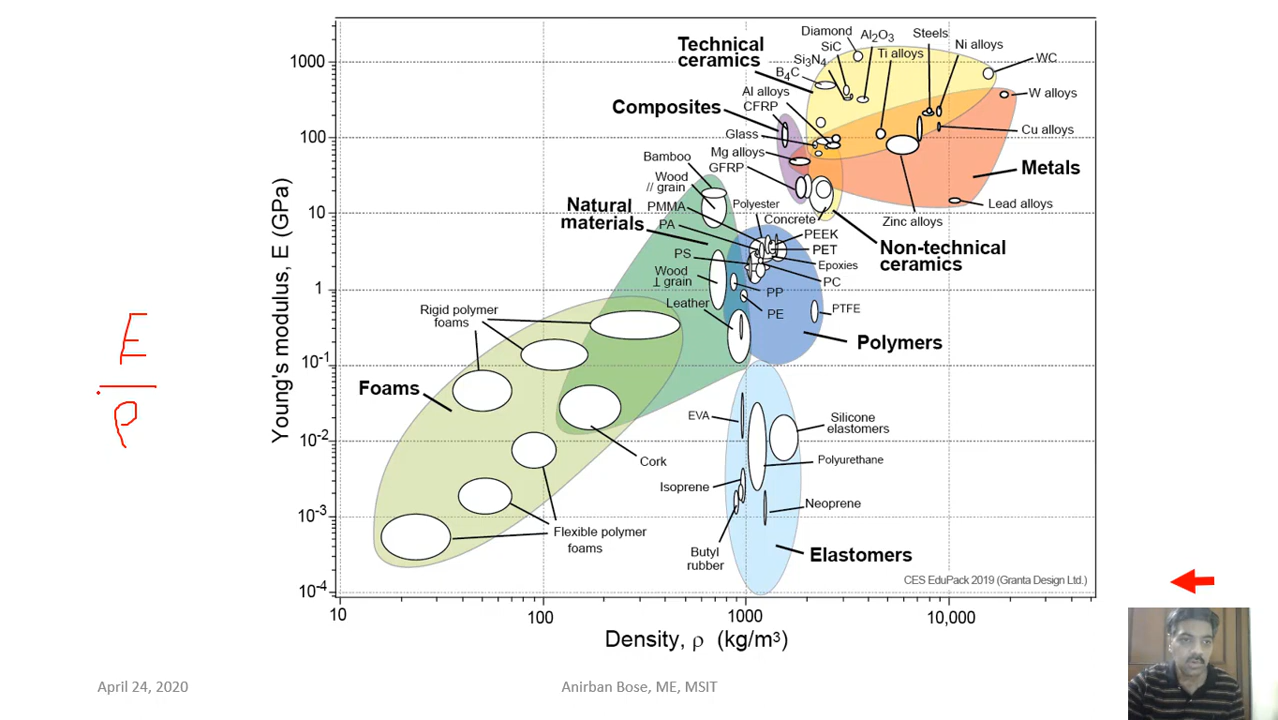 Diamond
Al2O3
Steels
SiC
Ni alloys
Technical
ceramics
Si3N4
Ti alloys
WC
B4C
1000
Al alloys
W alloys
Composites
CFRP
Glass
Cu alloys
100
Mg alloys
Bamboo
GFRP
Metals
Wood
// grain
Natural
materials
PMMA
Polyester
Lead alloys
10
PA
Concrete
Zinc alloys
PEEK
PS
PET
Non-technical
ceramics
Epoxies
Wood
⊥ grain
PC
1
PP
Leather
PE
PTFE
Rigid polymer
foams
Polymers
10-1
Foams
EVA
Silicone
elastomers
10-2
Cork
Polyurethane
Isoprene
Neoprene
10-3
Flexible polymer
foams
Butyl
rubber
Elastomers
10-4
CES EduPack 2019 (Granta Design Ltd.)
Young's modulus, E (GPa)
10
100
1000
10,000
Density, ρ (kg/m3)
E
ρ
April 24, 2020
Anirban Bose, ME, MSIT